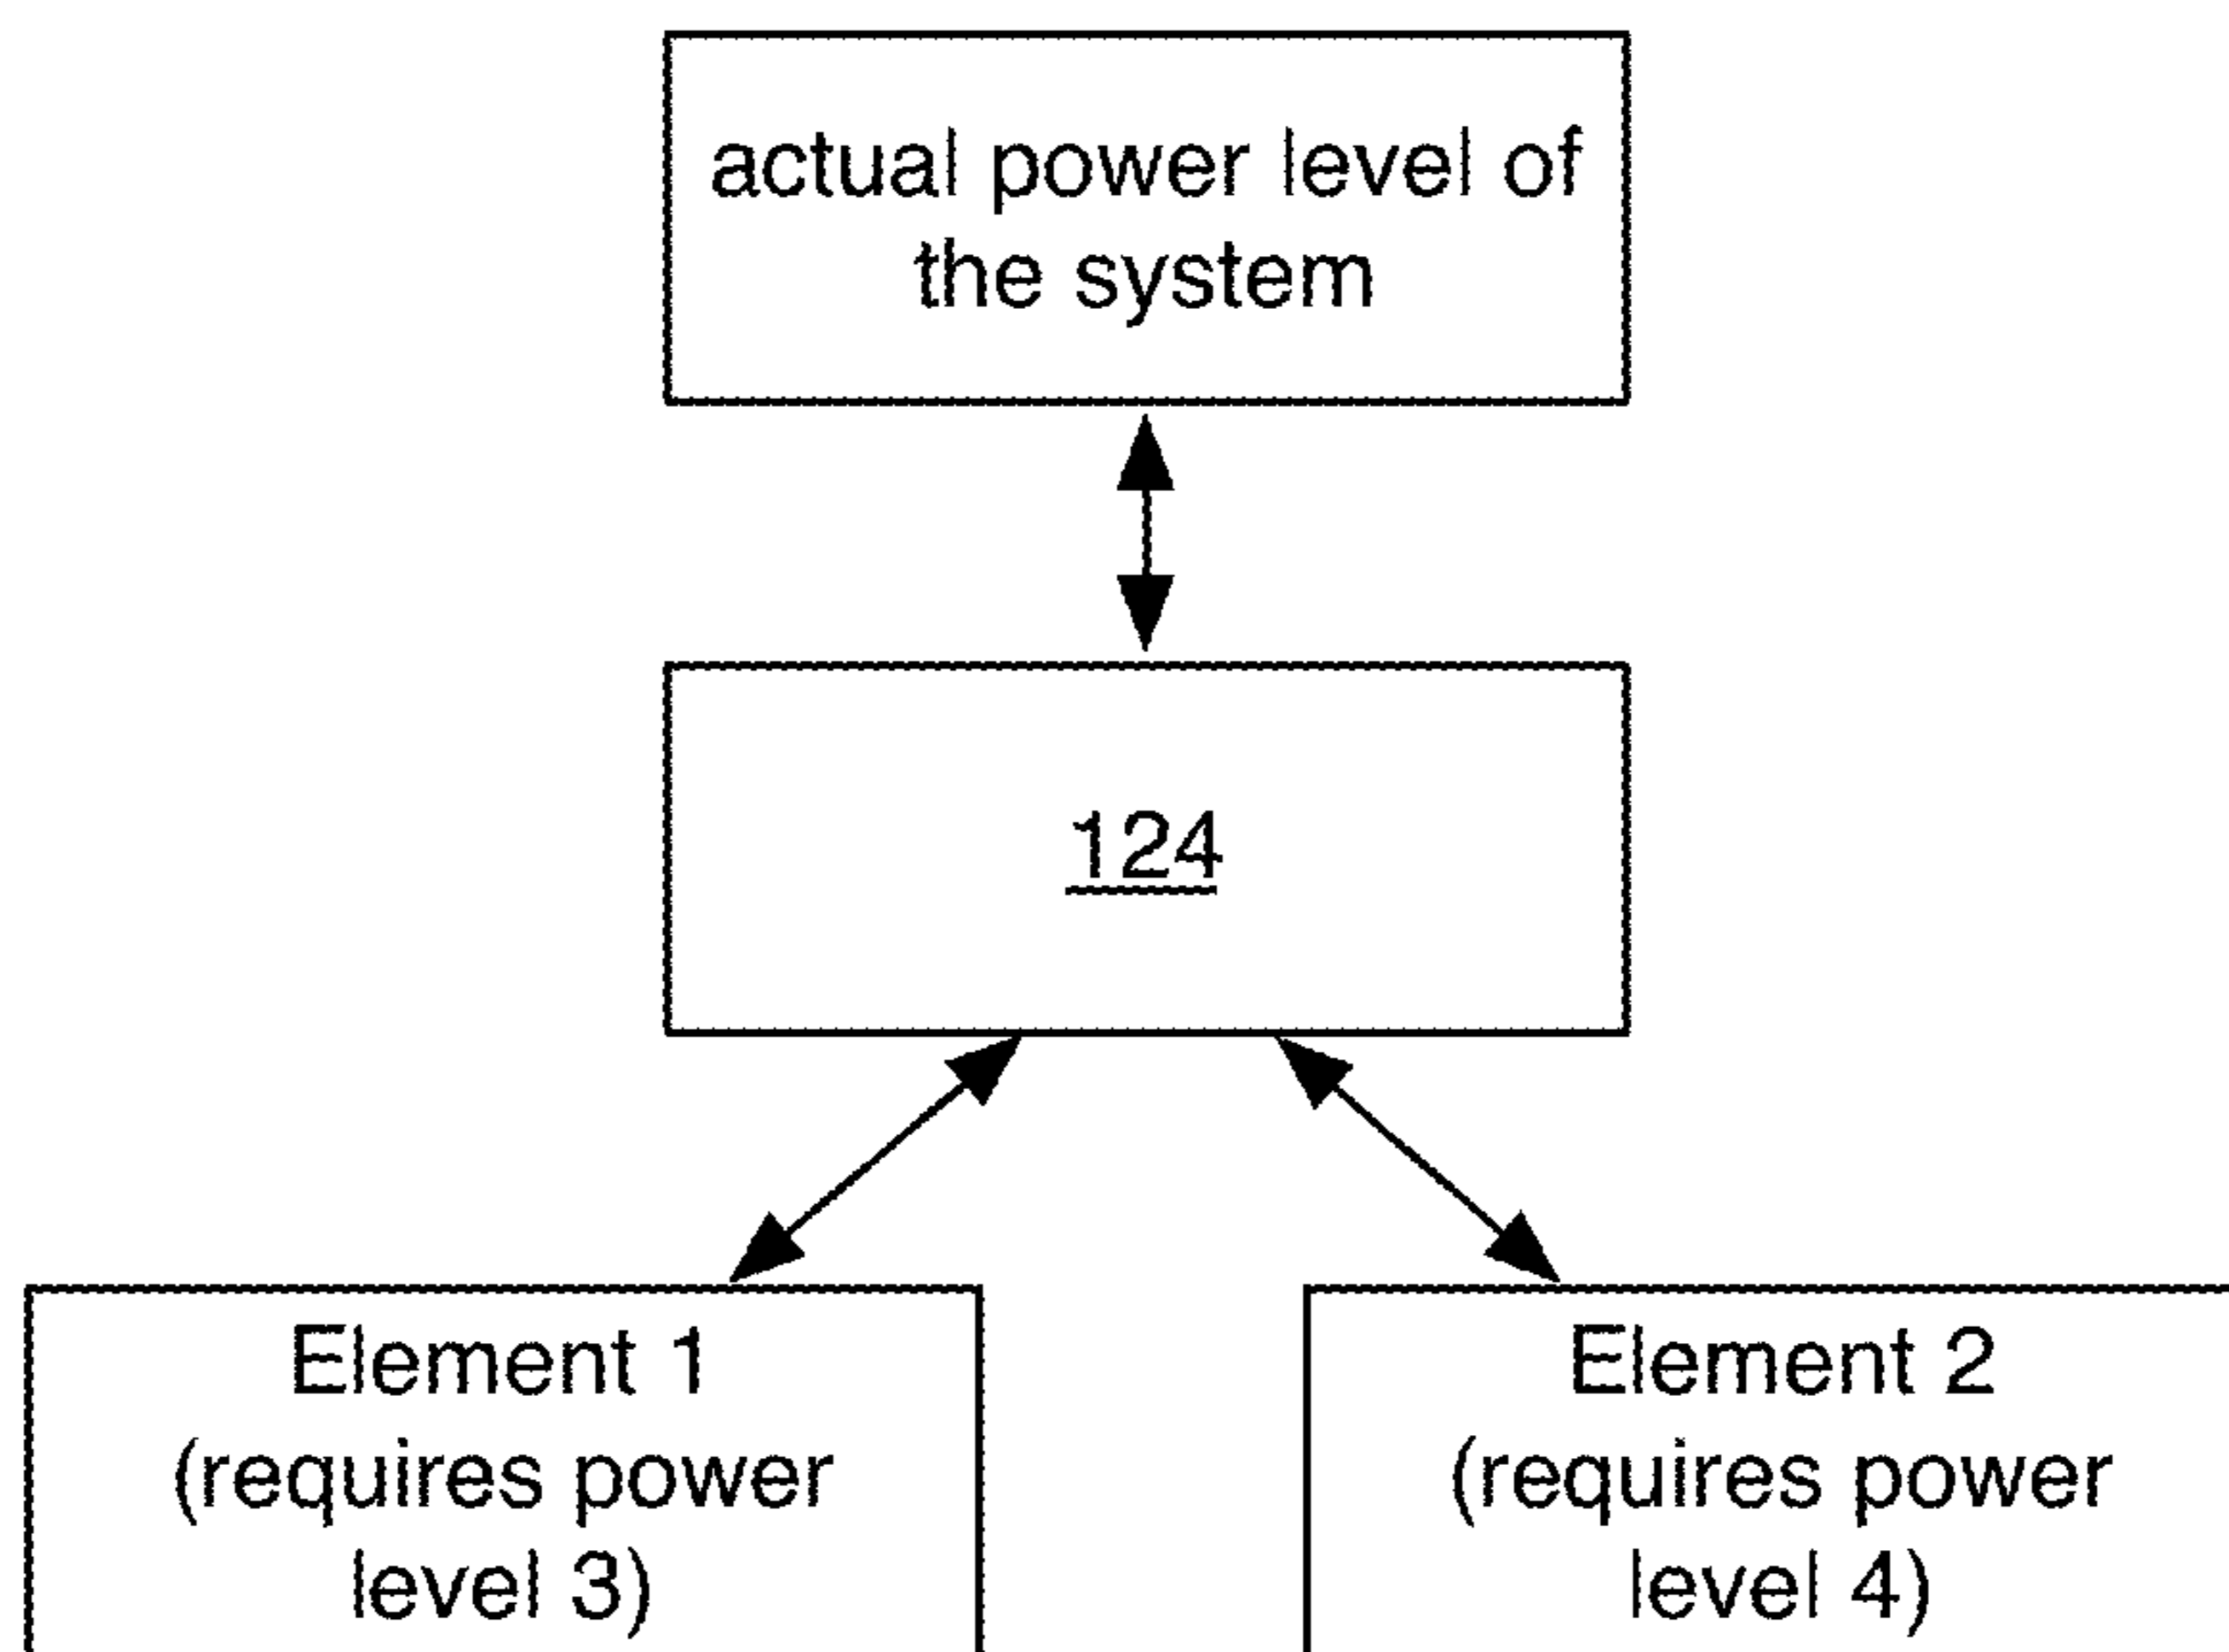 actual power level of
the system
124
Element 1
(requires power
level 3)
Element 2
(requires power
level 4)